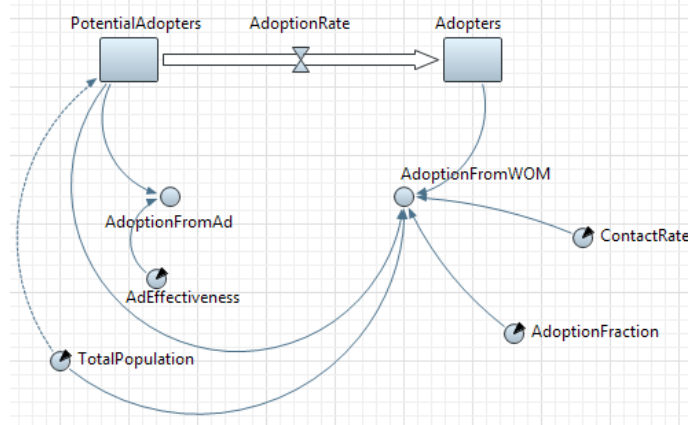 PotentialAdopters
AdoptionRate
Adopters
AdoptionFromWOM
AdoptionFromAd
ContactRate
AdEffectiveness
AdoptionFraction
TotalPopulation